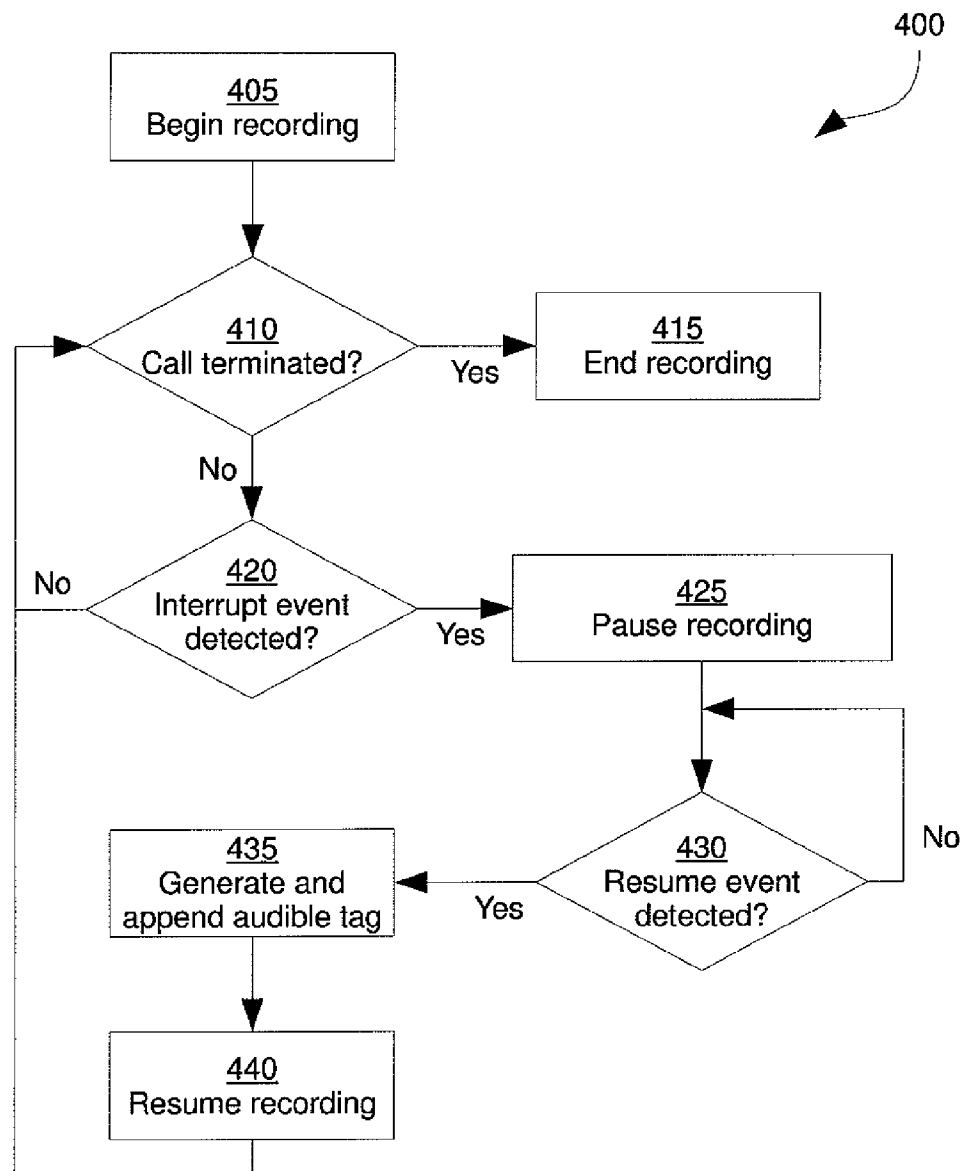 400
405
Begin recording
410
Call terminated?
Yes
415
End recording
No
420
Interrupt event
detected?
No
Yes
425
Pause recording
430
Resume event
detected?
No
Yes
435
Generate and
append audible tag
440
Resume recording